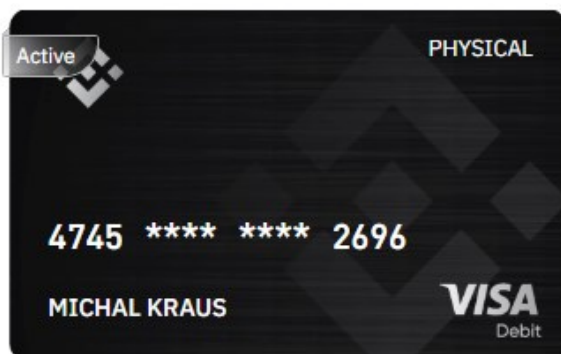 Active
PHYSICAL
4745 **** **** 2696
MICHAL KRAUS
VISA
Debit